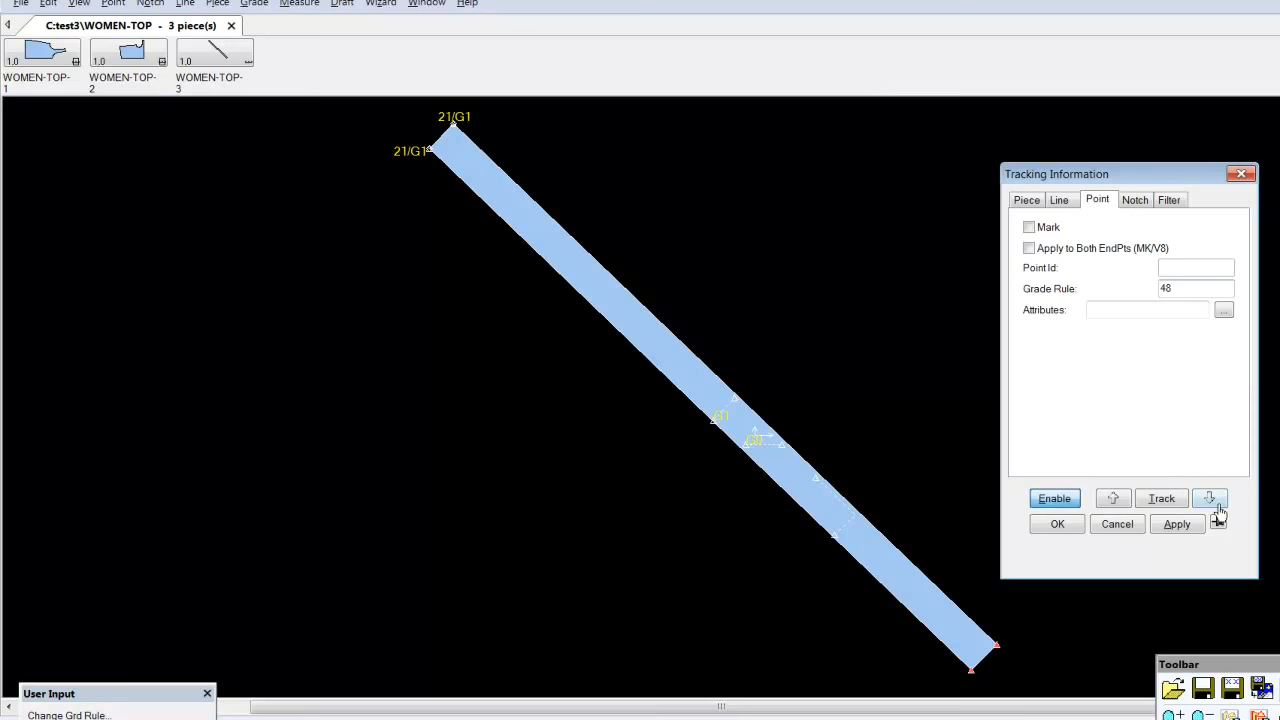 File Edit View Point Notch Line Piece Grade Measure Draft Wizard Window Help
C:test3\WOMEN-TOP - 3 piece(s)
1.0 1.0 1.0
WOMEN-TOP-1 WOMEN-TOP-2 WOMEN-TOP-3
21/G1
21/G1
G1
Tracking Information
Piece Line Point Notch Filter
Mark
Apply to Both EndPts (MK/V8)
Point Id:
Grade Rule: 48
Attributes: ...
Enable Track
OK Cancel Apply
Toolbar
User Input
Change Grd Rule...